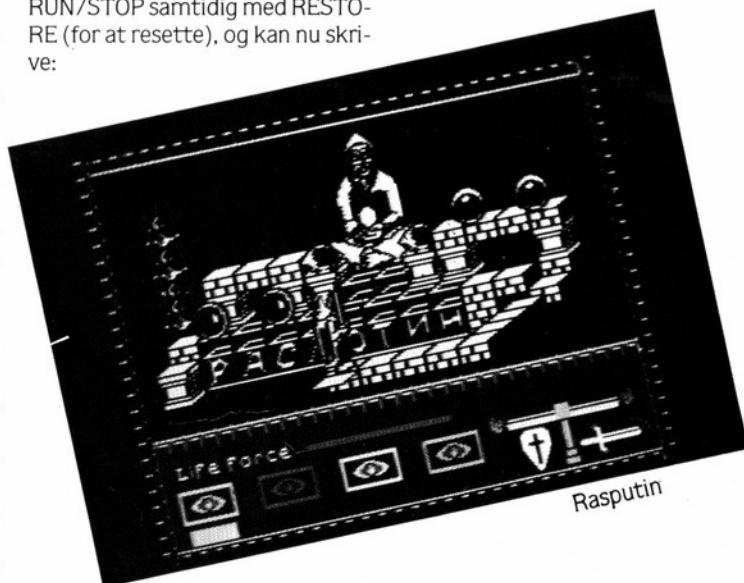 RUN/STOP samtidig med RESTO-
RE (for at resette), og kan nu skri-
ve:
Life Force
Rasputin